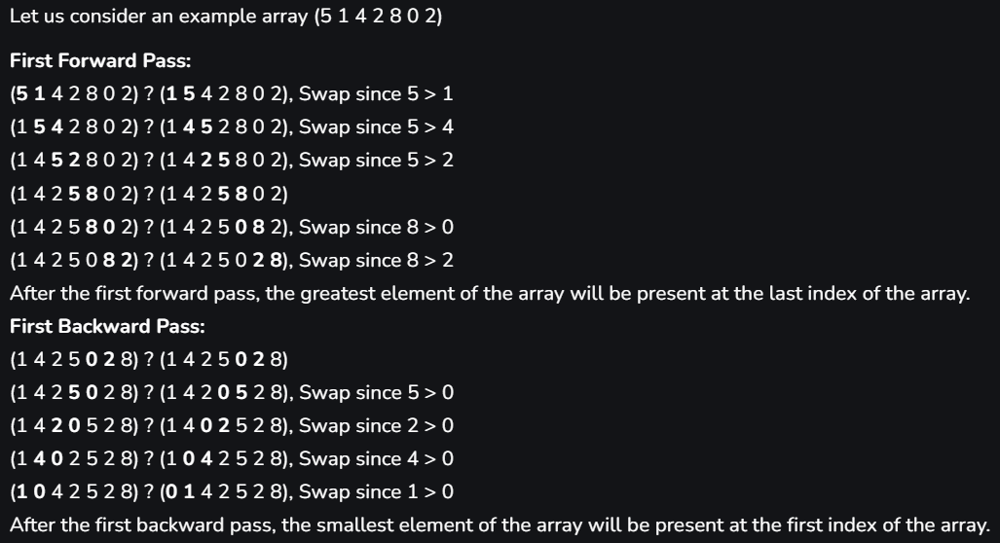 Let us consider an example array (5 1 4 2 8 0 2)
First Forward Pass:
(5 1 4 2 8 0 2) ? (1 5 4 2 8 0 2), Swap since 5 > 1
(1 5 4 2 8 0 2) ? (1 4 5 2 8 0 2), Swap since 5 > 4
(1 4 5 2 8 0 2) ? (1 4 2 5 8 0 2), Swap since 5 > 2
(1 4 2 5 8 0 2) ? (1 4 2 5 8 0 2)
(1 4 2 5 8 0 2) ? (1 4 2 5 0 8 2), Swap since 8 > 0
(1 4 2 5 0 8 2) ? (1 4 2 5 0 2 8), Swap since 8 > 2
After the first forward pass, the greatest element of the array will be present at the last index of the array.
First Backward Pass:
(1 4 2 5 0 2 8) ? (1 4 2 5 0 2 8)
(1 4 2 5 0 2 8) ? (1 4 2 0 5 2 8), Swap since 5 > 0
(1 4 2 0 5 2 8) ? (1 4 0 2 5 2 8), Swap since 2 > 0
(1 4 0 2 5 2 8) ? (1 0 4 2 5 2 8), Swap since 4 > 0
(1 0 4 2 5 2 8) ? (0 1 4 2 5 2 8), Swap since 1 > 0
After the first backward pass, the smallest element of the array will be present at the first index of the array.